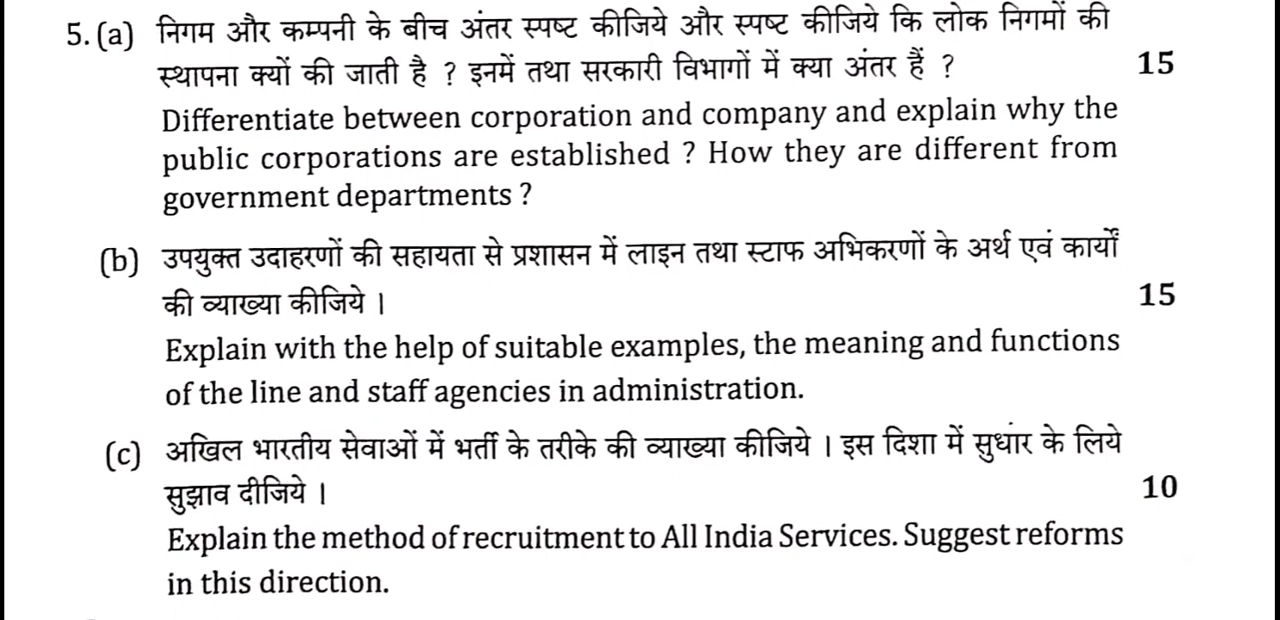 5. (a) निगम और कम्पनी के बीच अंतर स्पष्ट कीजिये और स्पष्ट कीजिये कि लोक निगमों की
स्थापना क्यों की जाती है ? इनमें तथा सरकारी विभागों में क्या अंतर हैं ? 15
Differentiate between corporation and company and explain why the
public corporations are established ? How they are different from
government departments ?
(b) उपयुक्त उदाहरणों की सहायता से प्रशासन में लाइन तथा स्टाफ अभिकरणों के अर्थ एवं कार्यों
की व्याख्या कीजिये । 15
Explain with the help of suitable examples, the meaning and functions
of the line and staff agencies in administration.
(c) अखिल भारतीय सेवाओं में भर्ती के तरीके की व्याख्या कीजिये । इस दिशा में सुधार के लिये
सुझाव दीजिये । 10
Explain the method of recruitment to All India Services. Suggest reforms
in this direction.